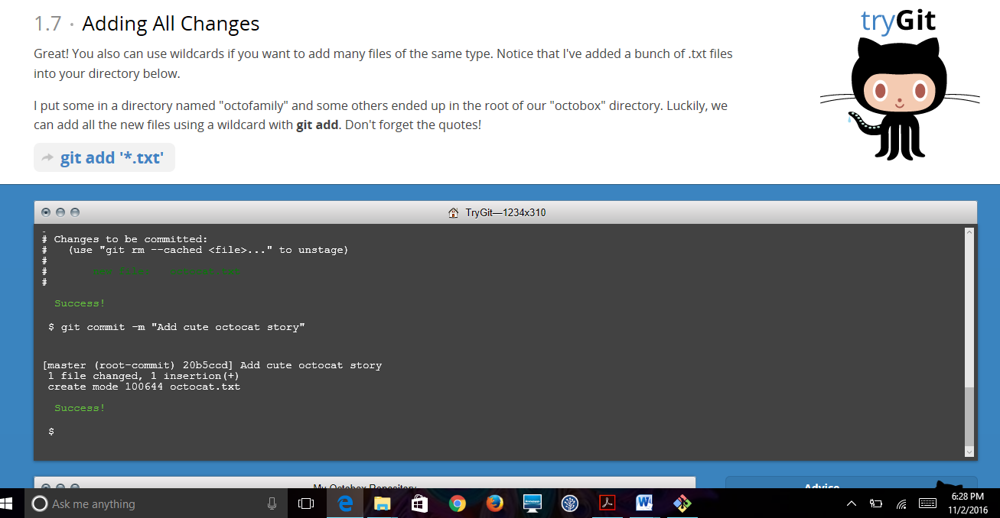 1.7 · Adding All Changes
tryGit
Great! You also can use wildcards if you want to add many files of the same type. Notice that I've added a bunch of .txt files
into your directory below.
I put some in a directory named "octofamily" and some others ended up in the root of our "octobox" directory. Luckily, we
can add all the new files using a wildcard with git add. Don't forget the quotes!
git add '*.txt'
TryGit—1234x310
# Changes to be committed:
#   (use "git rm --cached <file>..." to unstage)
#
#       new file:   octocat.txt
#
Success!
$ git commit -m "Add cute octocat story"
[master (root-commit) 20b5ccd] Add cute octocat story
1 file changed, 1 insertion(+)
create mode 100644 octocat.txt
Success!
$
My Octobox Repository
Advice
Ask me anything
6:28 PM
11/2/2016